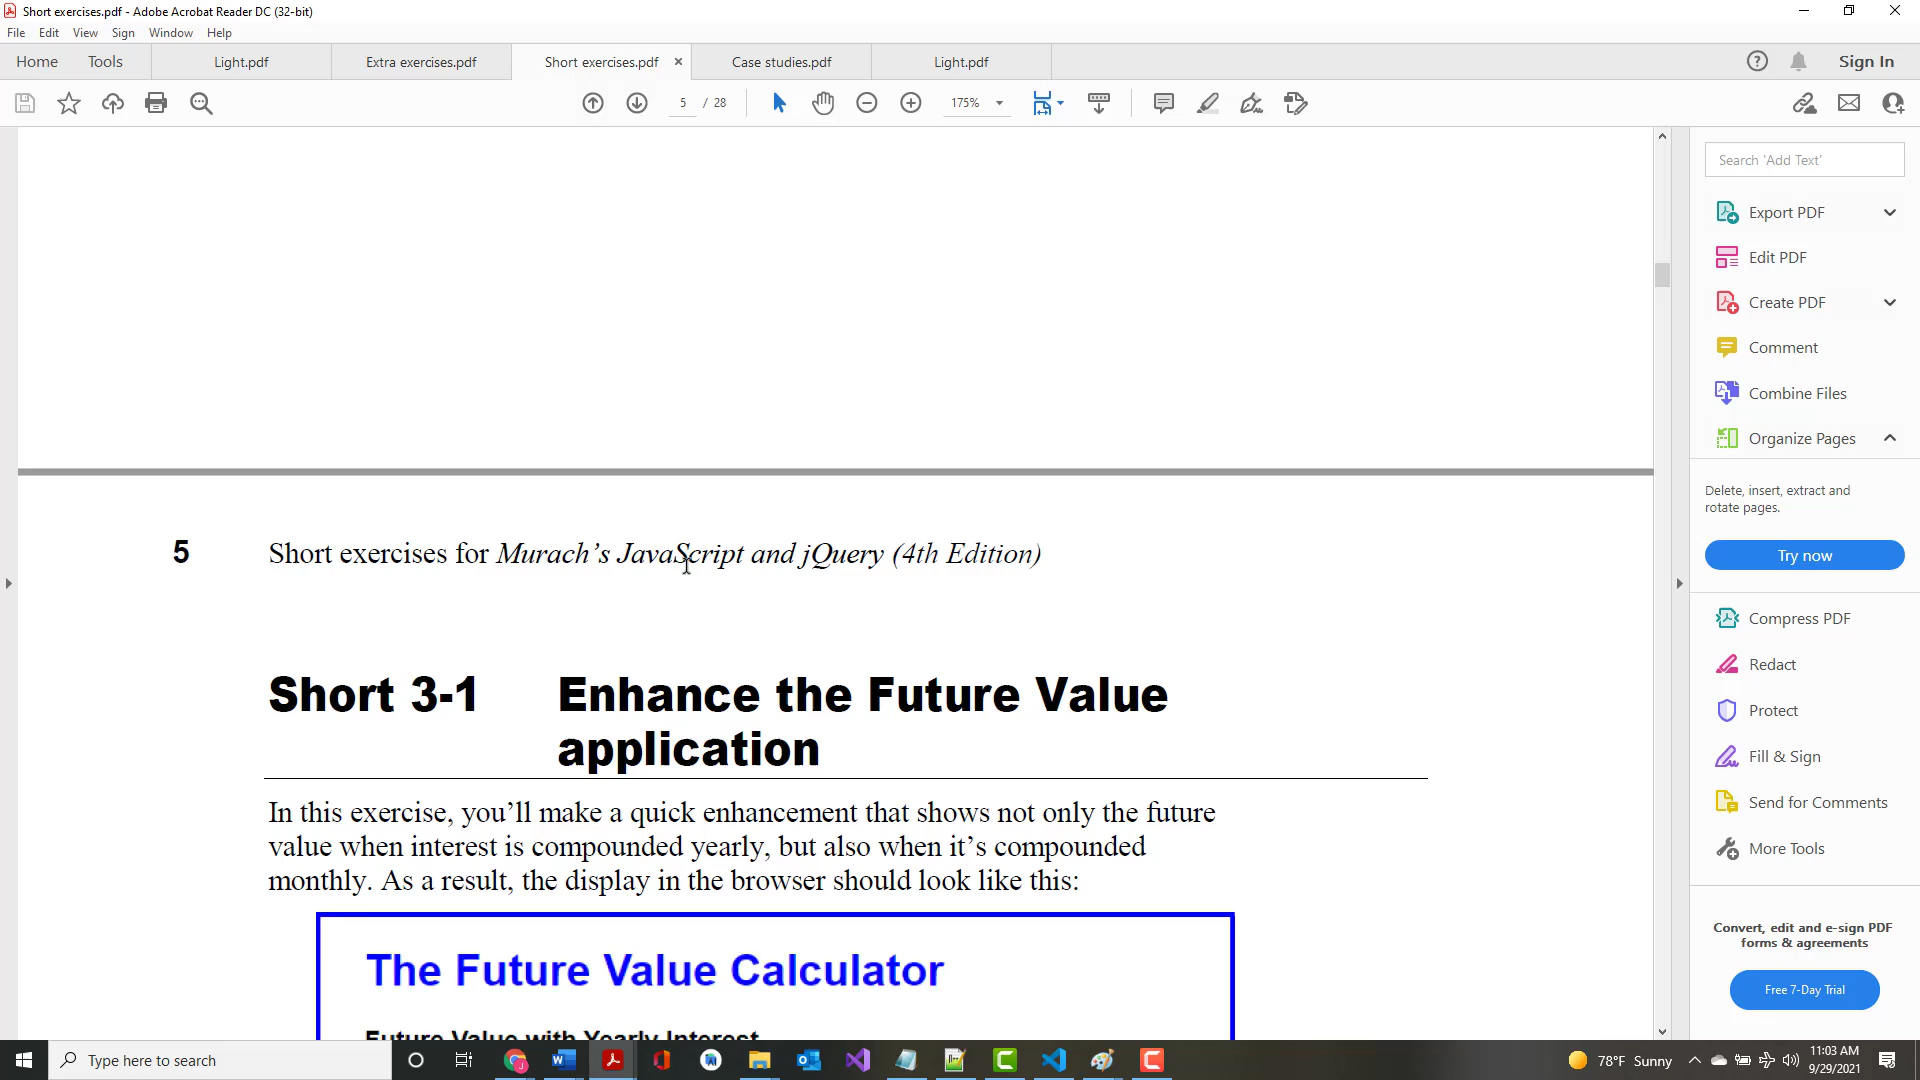 Short exercises.pdf - Adobe Acrobat Reader DC (32-bit)
File Edit View Sign Window Help
Home Tools Light.pdf Extra exercises.pdf Short exercises.pdf Case studies.pdf Light.pdf Sign In
5 / 28 175%
Search 'Add Text'
Export PDF
Edit PDF
Create PDF
Comment
Combine Files
Organize Pages
Delete, insert, extract and
rotate pages.
Try now
Compress PDF
Redact
Protect
Fill & Sign
Send for Comments
More Tools
Convert, edit and e-sign PDF
forms & agreements
Free 7-Day Trial
5 Short exercises for Murach’s JavaScript and jQuery (4th Edition)
Short 3-1 Enhance the Future Value
application
In this exercise, you’ll make a quick enhancement that shows not only the future
value when interest is compounded yearly, but also when it’s compounded
monthly. As a result, the display in the browser should look like this:
The Future Value Calculator
Future Value with Yearly Interest
Type here to search
78°F Sunny
11:03 AM
9/29/2021